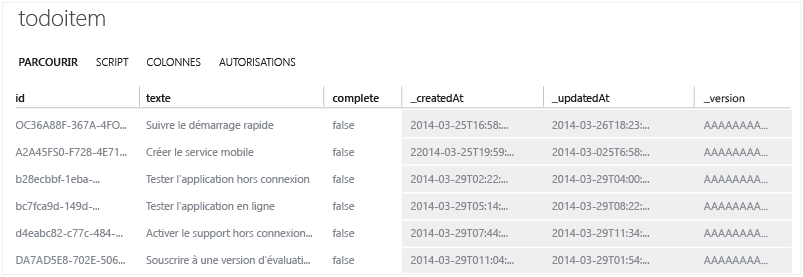 todoitem
PARCOURIR SCRIPT COLONNES AUTORISATIONS
id texte complete _createdAt _updatedAt _version
OC36A88F-367A-4FO... Suivre le démarrage rapide false 2014-03-25T16:58:... 2014-03-26T18:23:... AAAAAAAA...
A2A45FS0-F728-4E71... Créer le service mobile false 22014-03-25T19:59:... 2014-03-025T6:58:... AAAAAAAA...
b28ecbbf-1eba-... Tester l'application hors connexion false 2014-03-29T02:22:... 2014-03-29T04:00:... AAAAAAAA...
bc7fca9d-149d-... Tester l'application en ligne false 2014-03-29T05:14:... 2014-03-29T08:22:... AAAAAAAA...
d4eabc82-c77c-484-... Activer le support hors connexion... false 2014-03-29T07:44:... 2014-03-29T11:34:... AAAAAAAA...
DA7AD5E8-702E-506... Souscrire à une version d'évaluati... false 2014-03-29T011:04:... 2014-03-29T01:54:... AAAAAAAA...